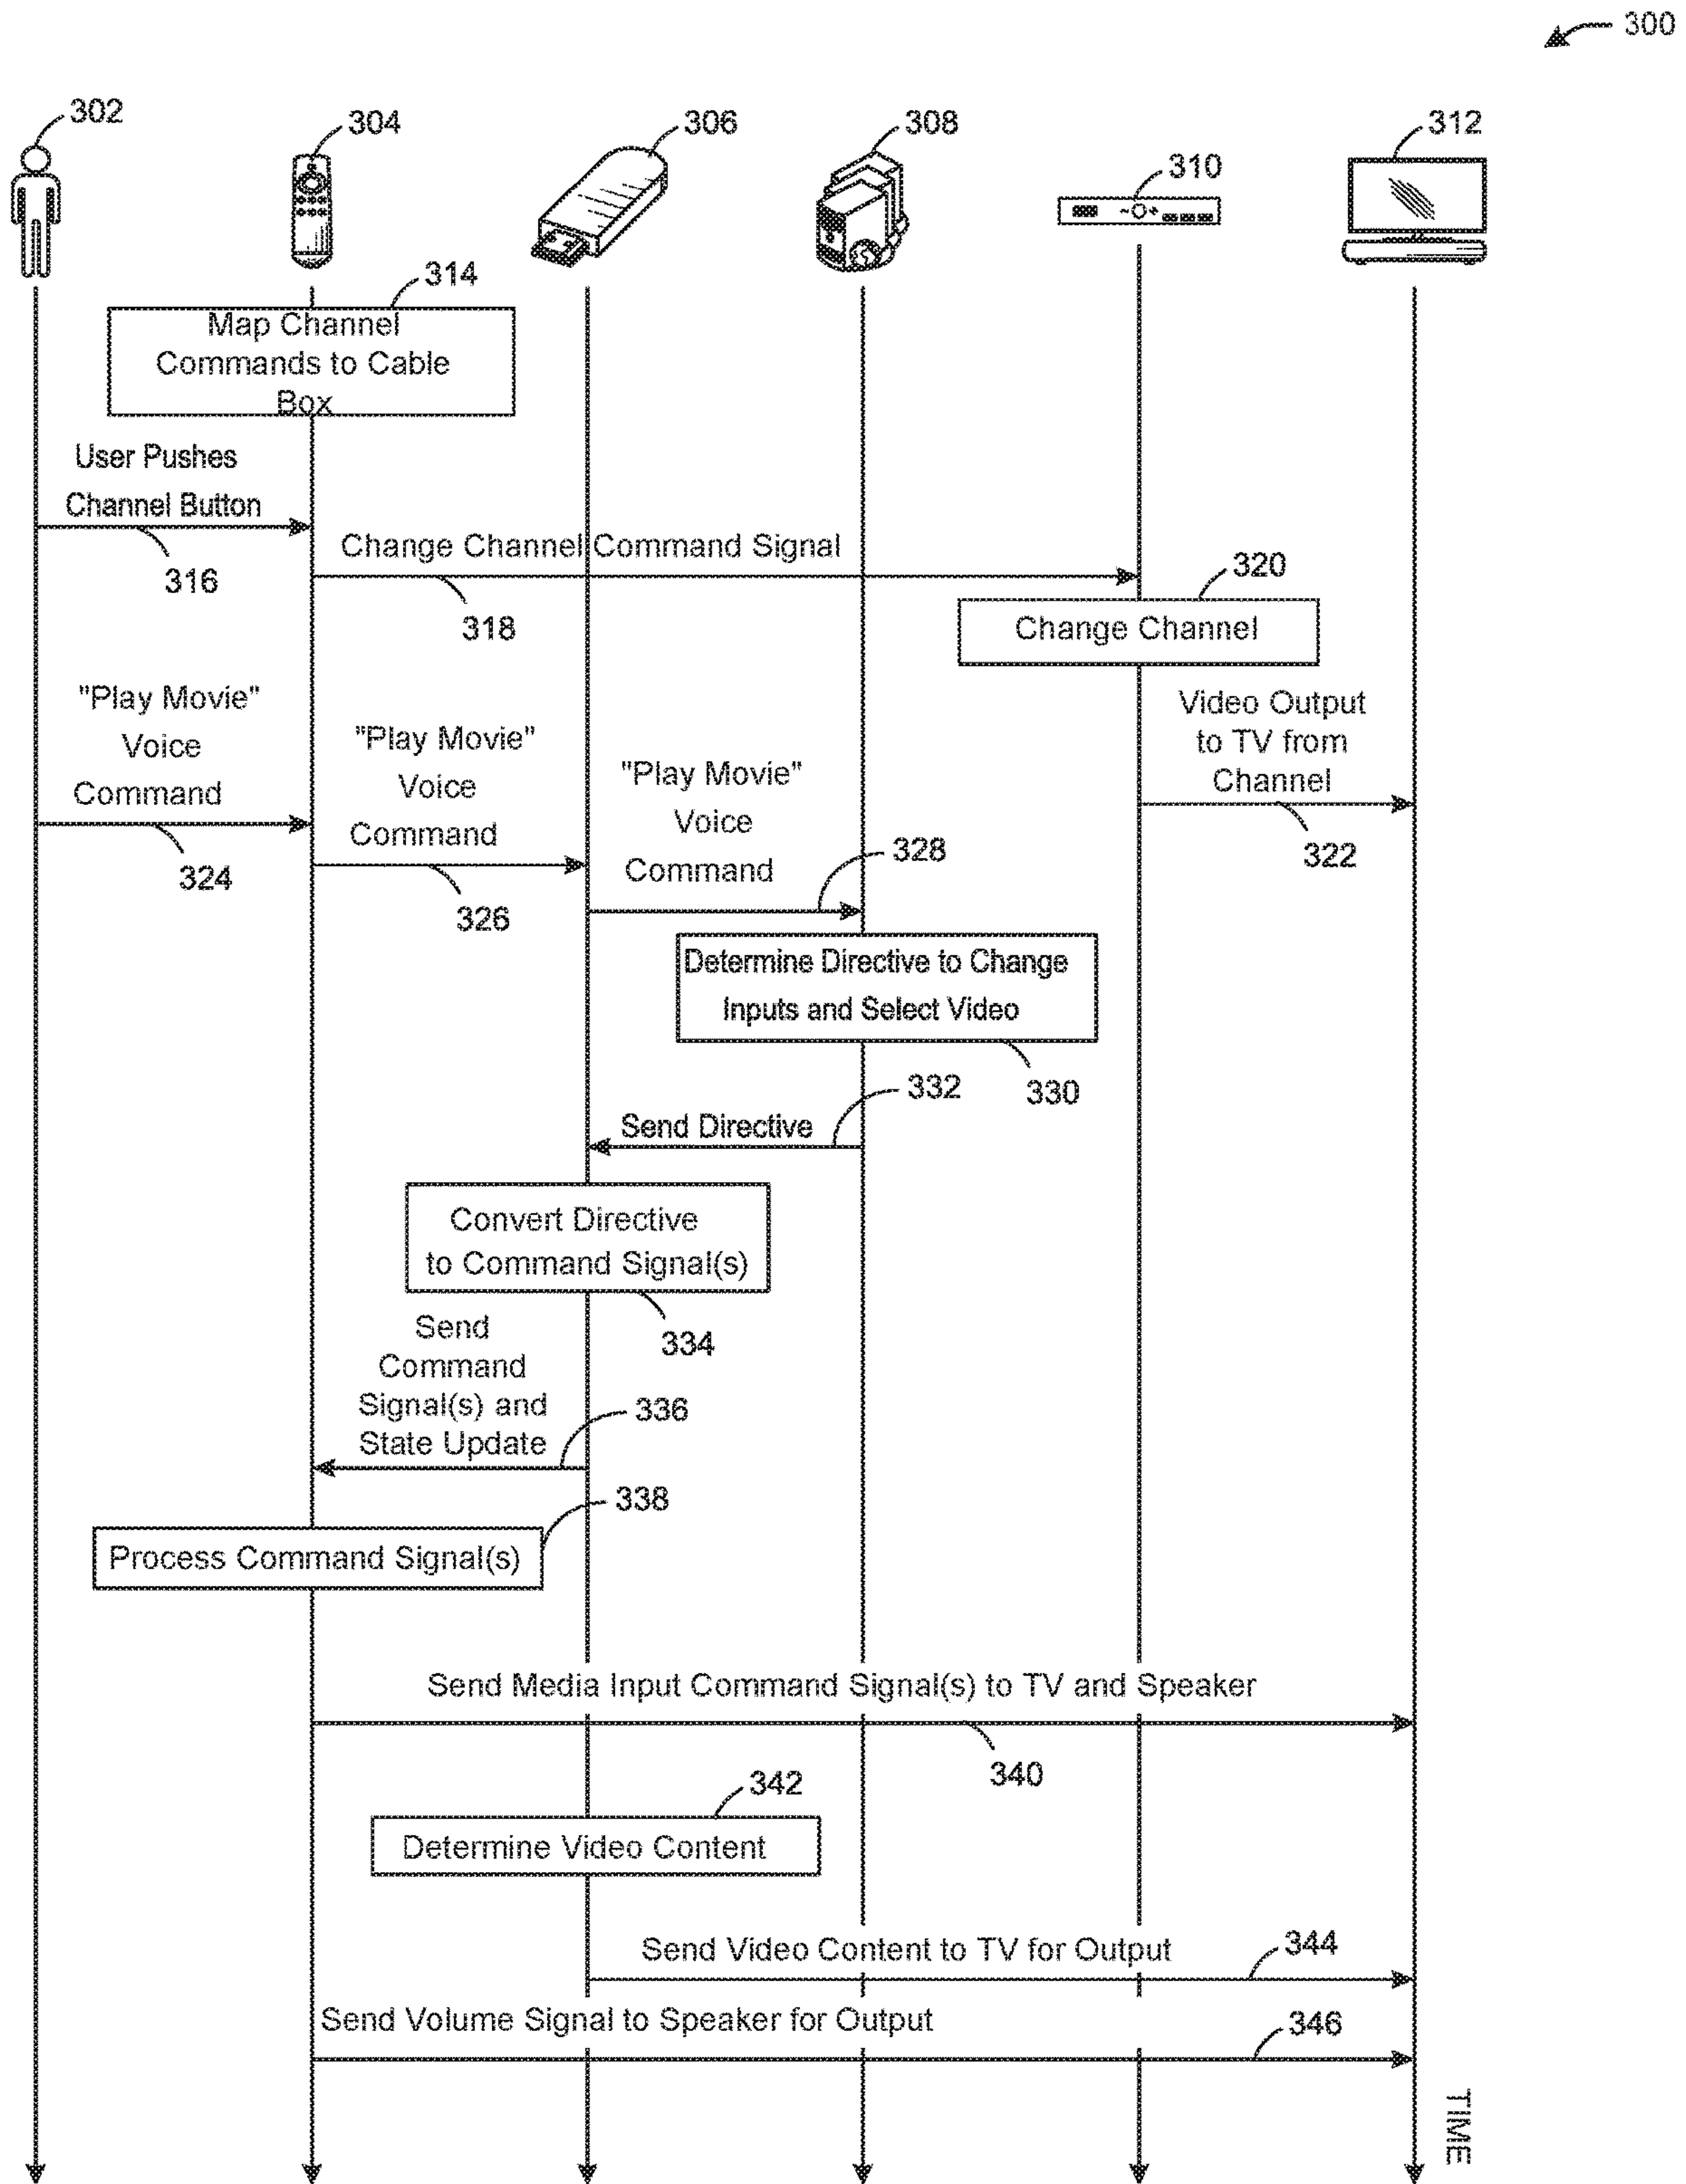 300
302
304
306
308
310
312
314
Map Channel
Commands to Cable
Box
User Pushes
Channel Button
316
Change Channel Command Signal
318
320
Change Channel
"Play Movie"
Voice
Command
324
"Play Movie"
Voice
Command
326
"Play Movie"
Voice
Command
328
Video Output
to TV from
Channel
322
Determine Directive to Change
Inputs and Select Video
330
332
Send Directive
Convert Directive
to Command Signal(s)
334
Send
Command
Signal(s) and
State Update
336
338
Process Command Signal(s)
Send Media Input Command Signal(s) to TV and Speaker
340
342
Determine Video Content
Send Video Content to TV for Output
344
Send Volume Signal to Speaker for Output
346
TIME